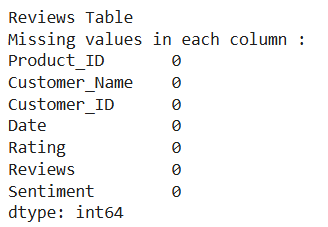 Reviews Table
Missing values in each column :
Product_ID 0
Customer_Name 0
Customer_ID 0
Date 0
Rating 0
Reviews 0
Sentiment 0
dtype: int64